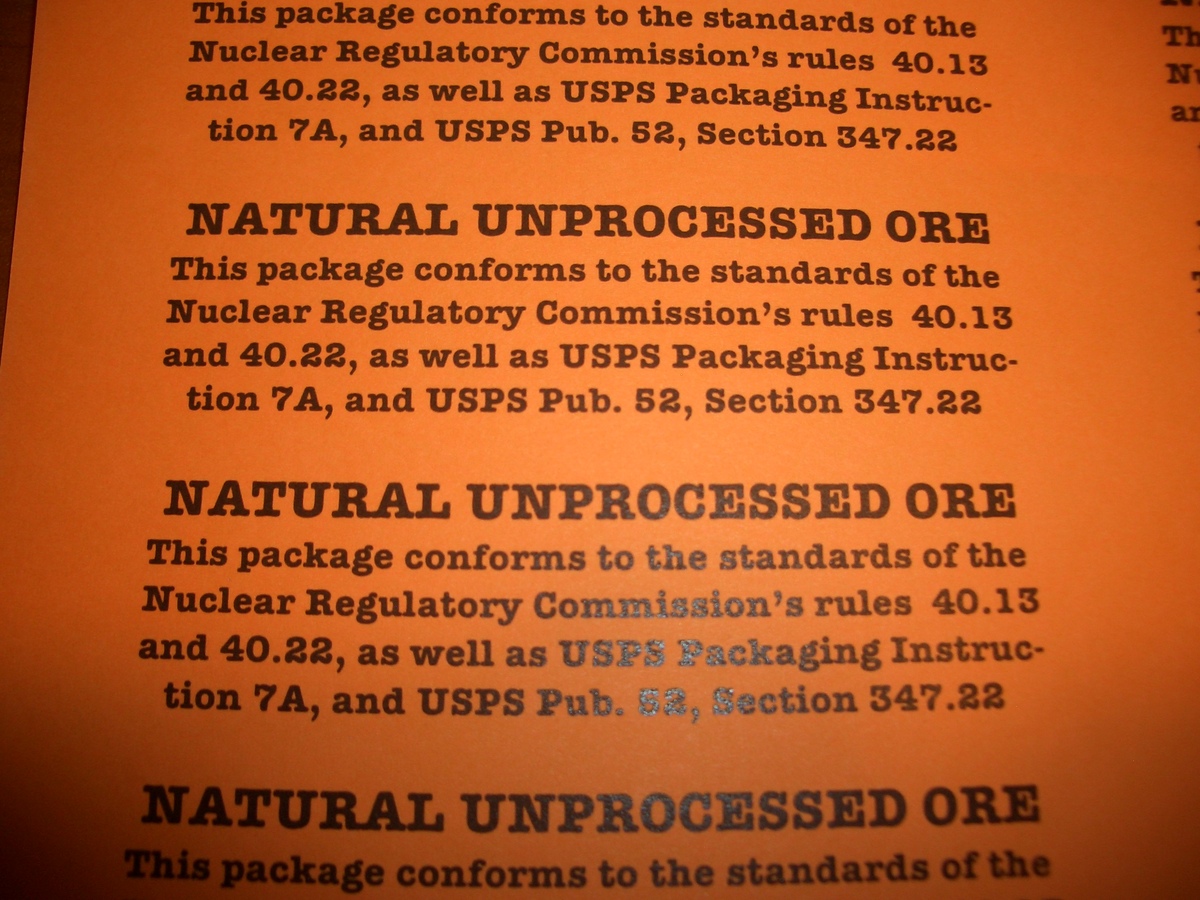 This package conforms to the standards of the
Nuclear Regulatory Commission's rules 40.13
and 40.22, as well as USPS Packaging Instruc-
tion 7A, and USPS Pub. 52, Section 347.22
NATURAL UNPROCESSED ORE
This package conforms to the standards of the
Nuclear Regulatory Commission's rules 40.13
and 40.22, as well as USPS Packaging Instruc-
tion 7A, and USPS Pub. 52, Section 347.22
NATURAL UNPROCESSED ORE
This package conforms to the standards of the
Nuclear Regulatory Commission's rules 40.13
and 40.22, as well as USPS Packaging Instruc-
tion 7A, and USPS Pub. 52, Section 347.22
NATURAL UNPROCESSED ORE
This package conforms to the standards of the